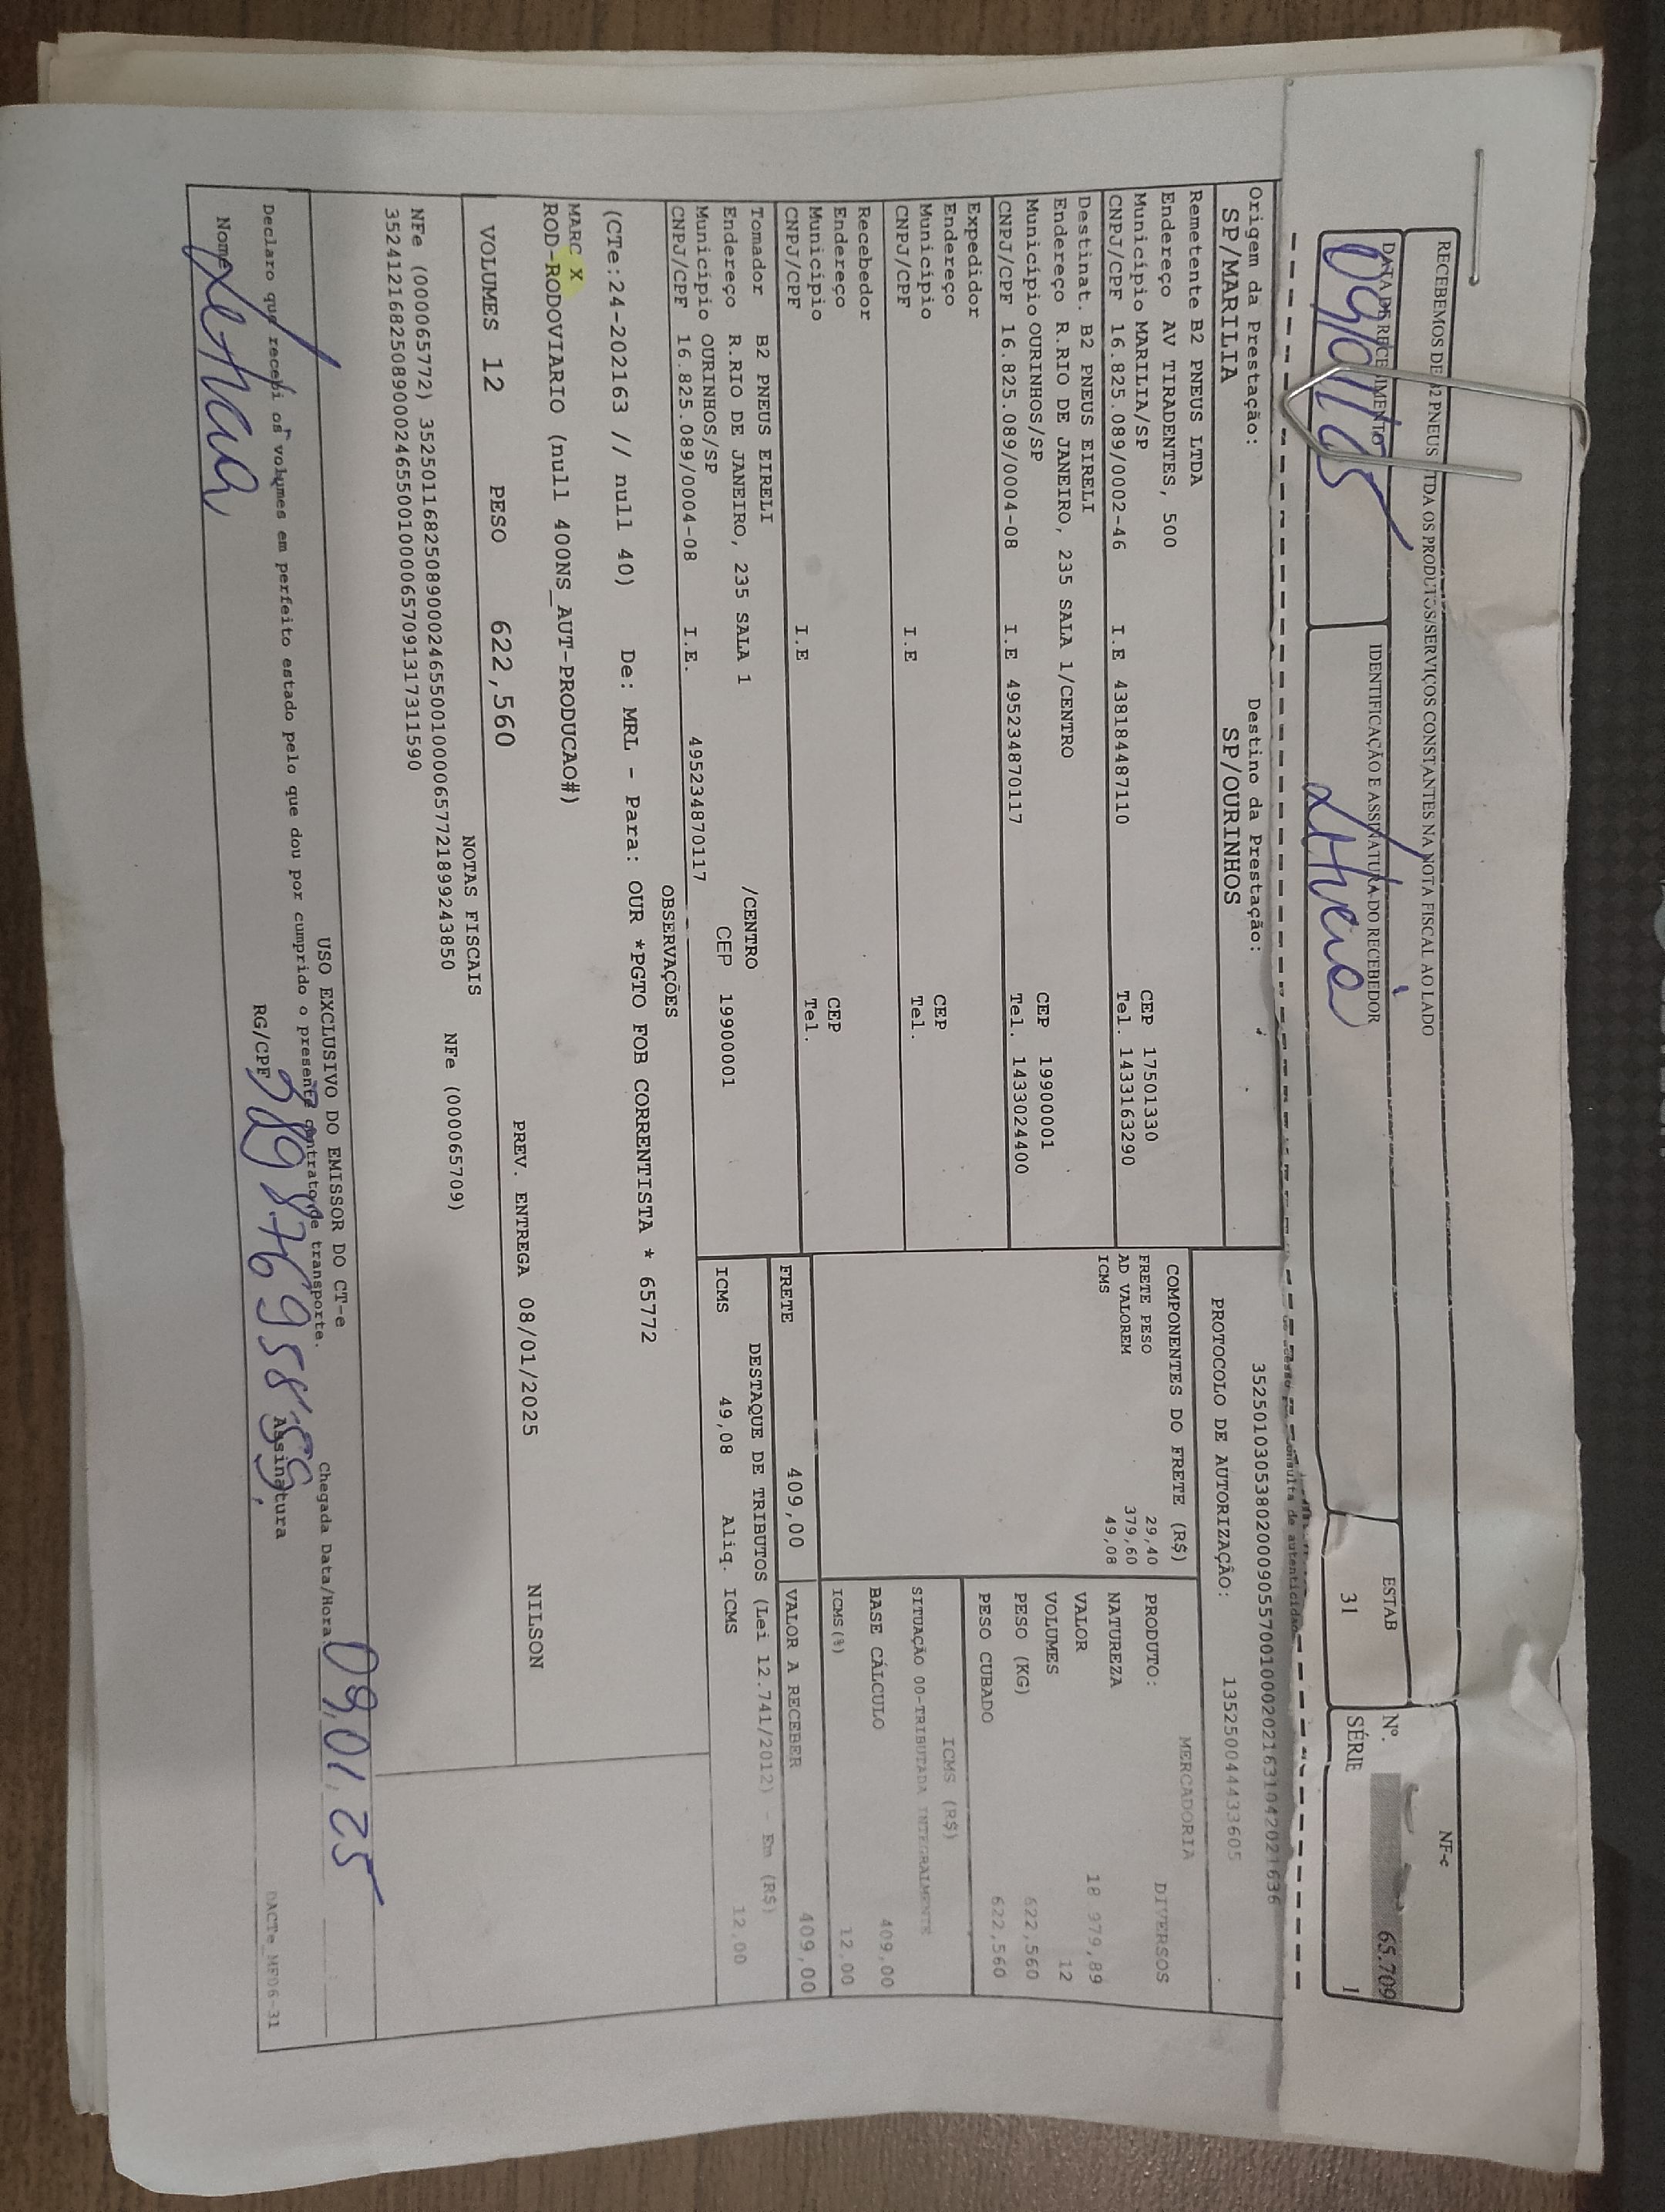 RECEBEMOS DE B2 PNEUS LTDA OS PRODUTOS/SERVIÇOS CONSTANTES NA NOTA FISCAL AO LADO
DATA DE RECEBIMENTO
IDENTIFICAÇÃO E ASSINATURA DO RECEBEDOR
ESTAB
31
NF-e
Nº. 65.709
SÉRIE 1
consulta de autenticidade
35250103053802000905570010002021631042021636
Origem da Prestação: Destino da Prestação:
SP/MARILIA SP/OURINHOS
PROTOCOLO DE AUTORIZAÇÃO: 135250044433605
Remetente B2 PNEUS LTDA
Endereço AV TIRADENTES, 500
Município MARILIA/SP CEP 17501330
CNPJ/CPF 16.825.089/0002-46 I.E 438184487110 Tel. 1433163290
Destinat. B2 PNEUS EIRELI
Endereço R.RIO DE JANEIRO, 235 SALA 1/CENTRO
Município OURINHOS/SP CEP 19900001
CNPJ/CPF 16.825.089/0004-08 I.E 495234870117 Tel. 1433024400
Expedidor
Endereço
Município CEP
CNPJ/CPF I.E Tel.
Recebedor
Endereço
Município CEP
CNPJ/CPF I.E Tel.
Tomador B2 PNEUS EIRELI
Endereço R.RIO DE JANEIRO, 235 SALA 1 /CENTRO
Município OURINHOS/SP CEP 19900001
CNPJ/CPF 16.825.089/0004-08 I.E. 495234870117
COMPONENTES DO FRETE (R$)
FRETE PESO 29,40
AD VALOREM 379,60
ICMS 49,08
MERCADORIA
PRODUTO: DIVERSOS
NATUREZA
VALOR 18 979,89
VOLUMES 12
PESO (KG) 622,560
PESO CUBADO 622,560
ICMS (R$)
SITUAÇÃO 00-TRIBUTADA INTEGRALMENTE
BASE CÁLCULO 409,00
ICMS(%) 12,00
FRETE 409,00 VALOR A RECEBER 409,00
DESTAQUE DE TRIBUTOS (Lei 12.741/2012) - Em (R$)
ICMS 49,08 Aliq. ICMS 12,00
OBSERVAÇÕES
(CTe:24-202163 // null 40) De: MRL - Para: OUR *PGTO FOB CORRENTISTA * 65772
MARC X
ROD-RODOVIARIO (null 400NS_AUT-PRODUCAO#)
VOLUMES 12 PESO 622,560 PREV. ENTREGA 08/01/2025 NILSON
NOTAS FISCAIS
NFe (000065772) 35250116825089000246550010000657721899243850 NFe (000065709)
35241216825089000246550010000657091317311590
USO EXCLUSIVO DO EMISSOR DO CT-e
Declaro que recebi os volumes em perfeito estado pelo que dou por cumprido o presente contrato de transporte.
Chegada Data/Hora 09,01,25
Nome RG/CPF Assinatura
DACTe_MF06-31